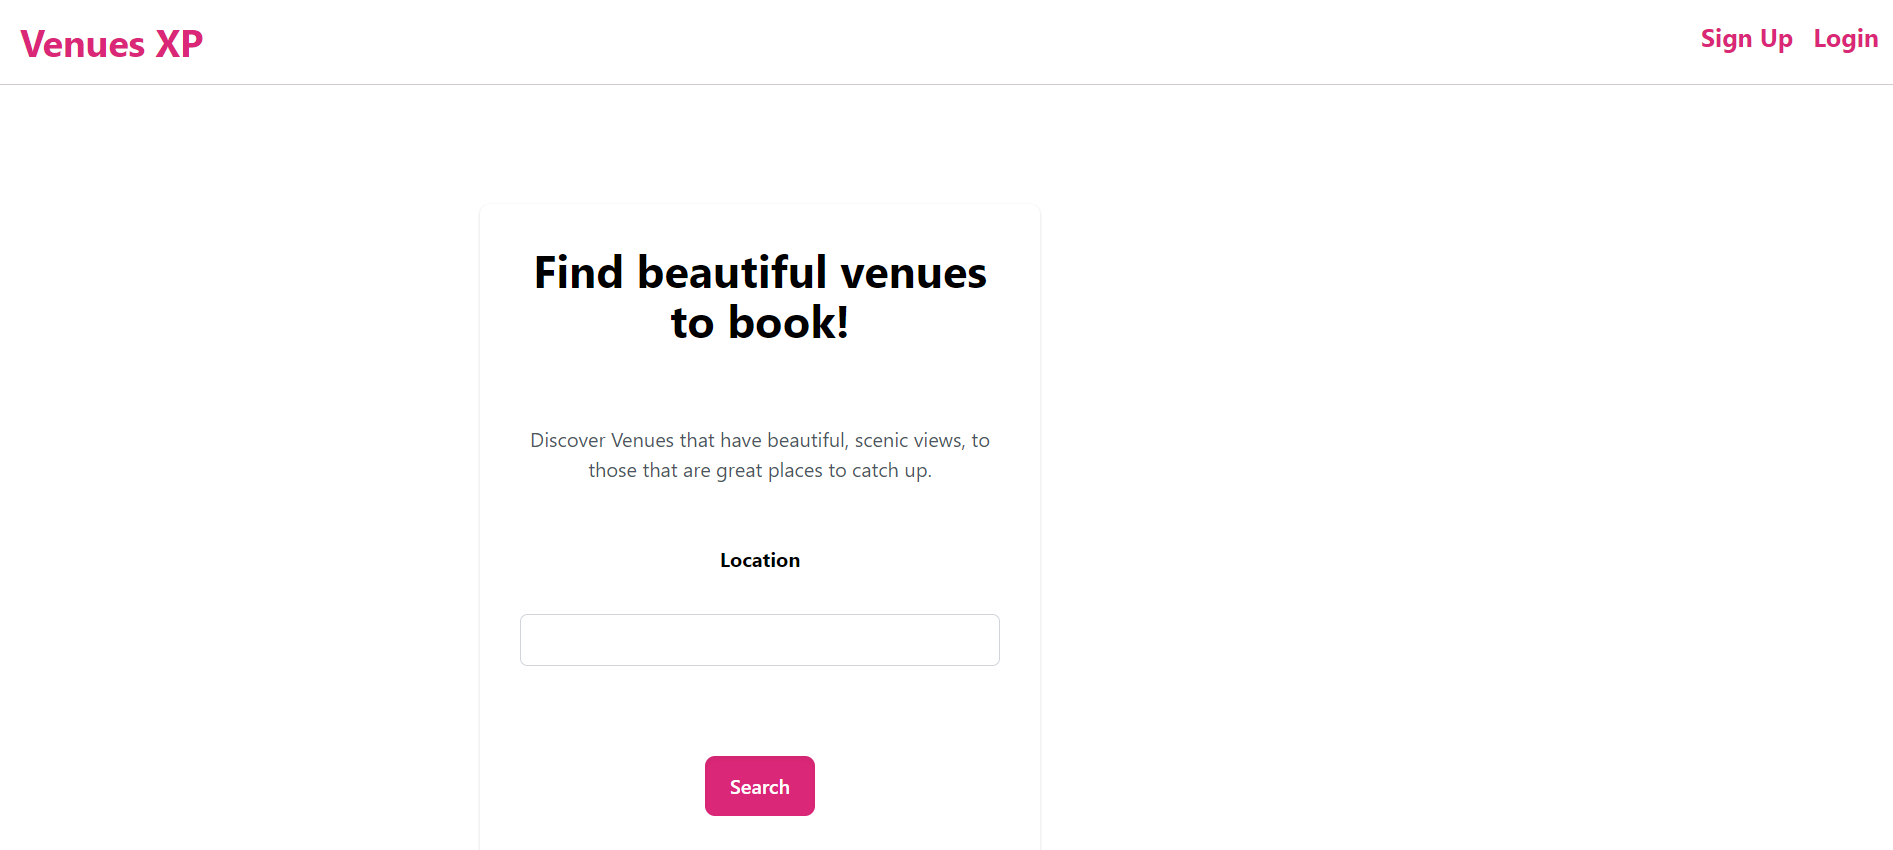 Venues XP
Sign Up Login
Find beautiful venues
to book!
Discover Venues that have beautiful, scenic views, to
those that are great places to catch up.
Location
Search